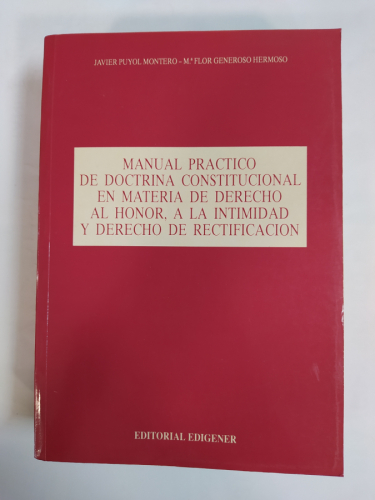 JAVIER PUYOL MONTERO - M.ª FLOR GENEROSO HERMOSO
MANUAL PRACTICO
DE DOCTRINA CONSTITUCIONAL
EN MATERIA DE DERECHO
AL HONOR, A LA INTIMIDAD
Y DERECHO DE RECTIFICACION
EDITORIAL EDIGENER